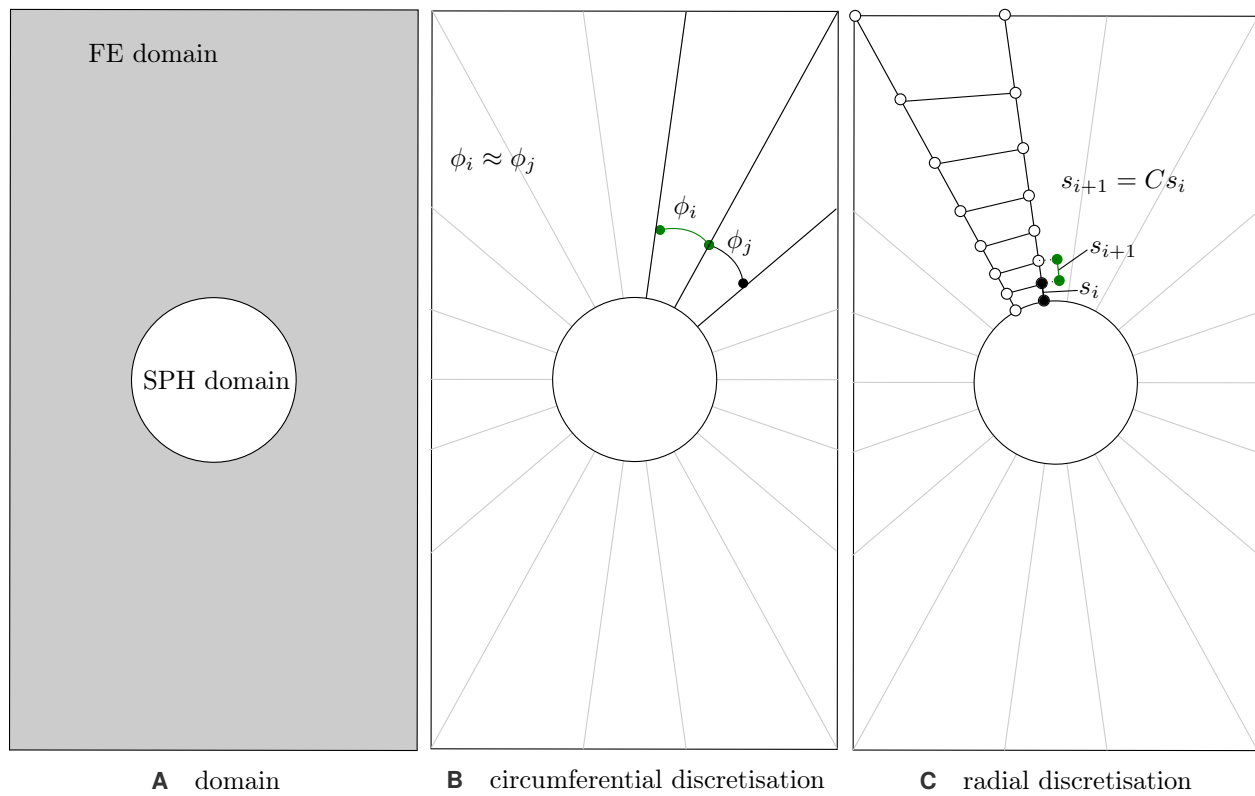 FE domain
SPH domain
A domain
ϕᵢ ≈ ϕⱼ
ϕᵢ
ϕⱼ
B circumferential discretisation
sᵢ₊₁ = Csᵢ
sᵢ₊₁
sᵢ
C radial discretisation